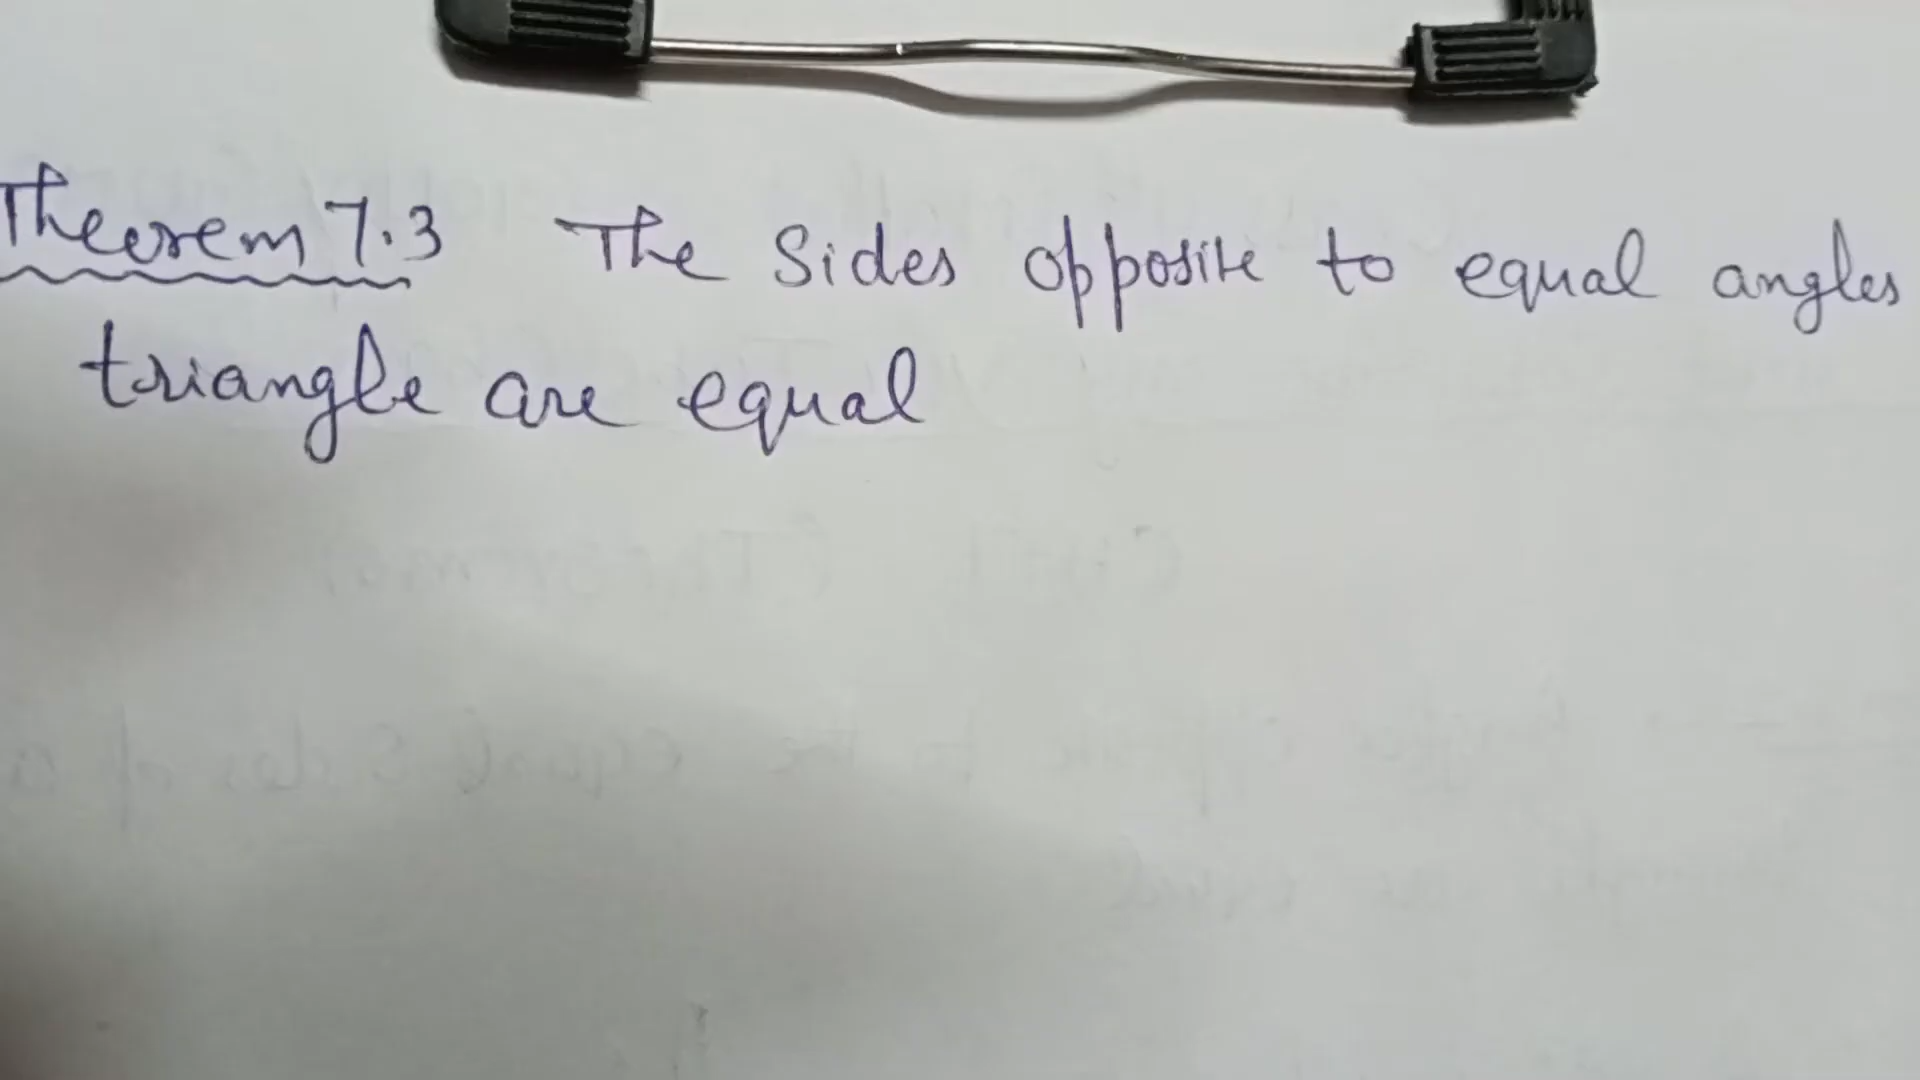 Theorem 7.3 The Sides opposite to equal angles
triangle are equal